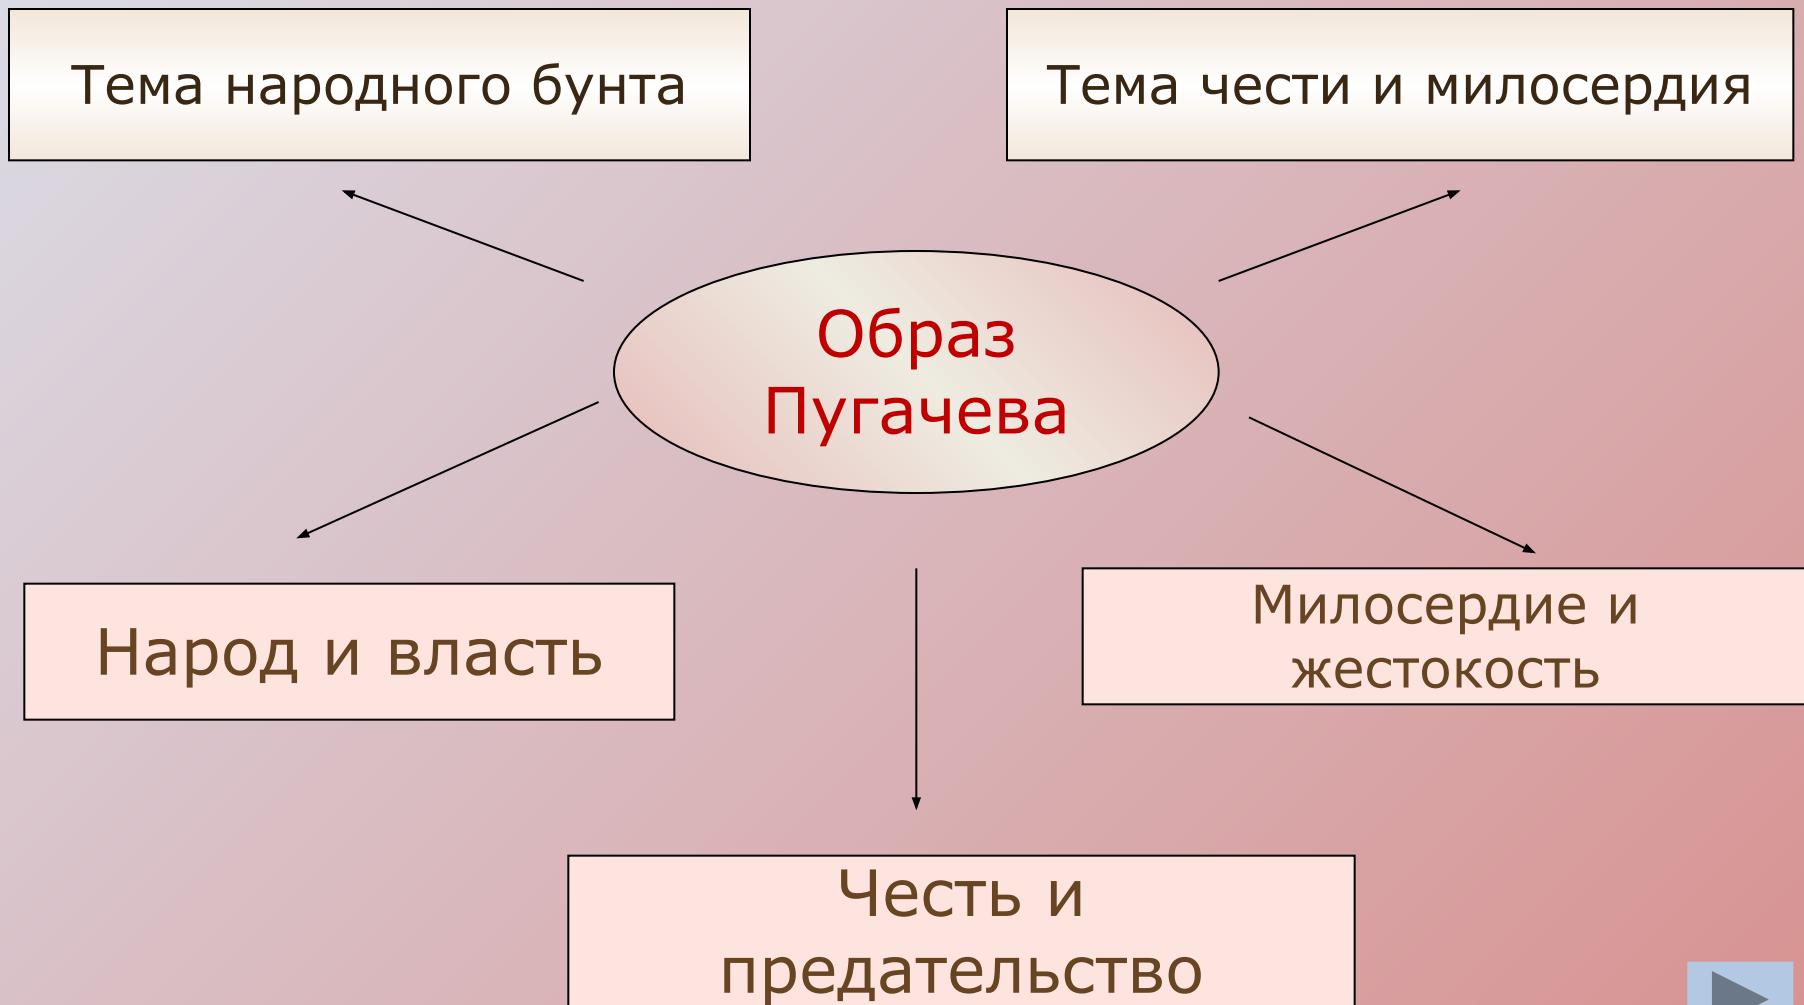 Тема народного бунта
Тема чести и милосердия
Образ
Пугачева
Народ и власть
Милосердие и
жестокость
Честь и
предательство